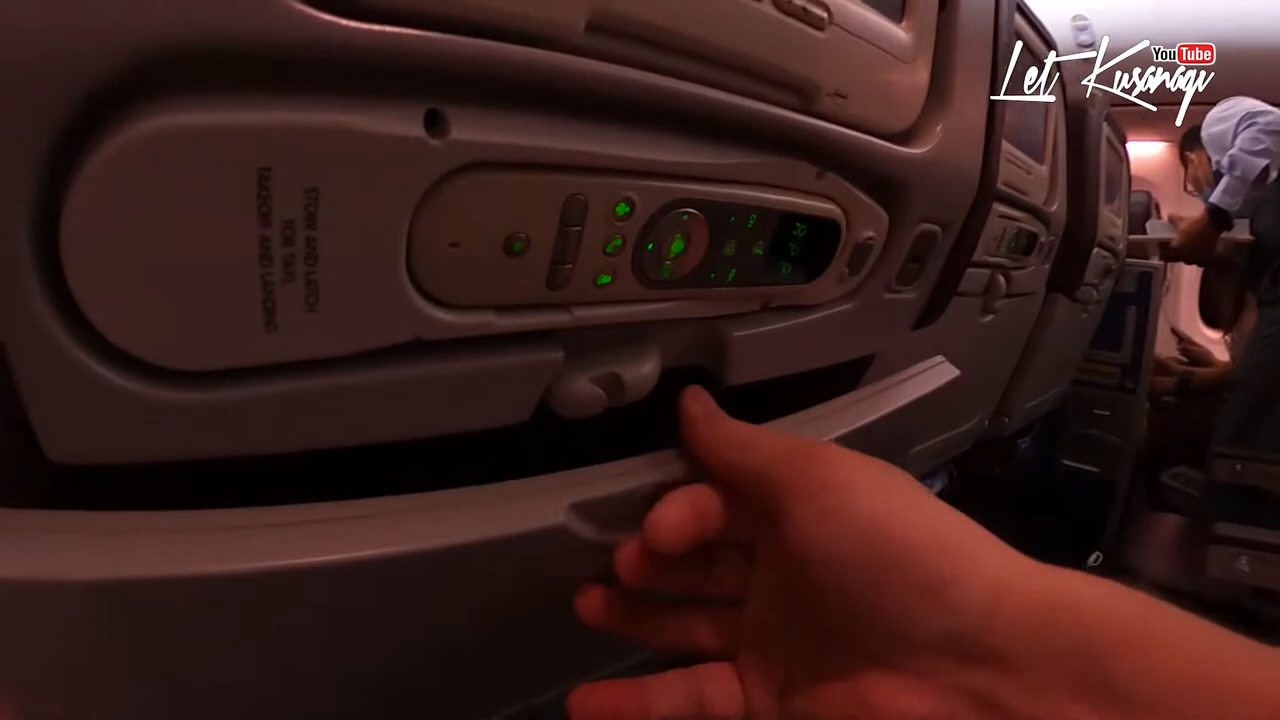 Let Kusanagi
YouTube
STOW AND LATCH
FOR TAXI,
TAKEOFF AND LANDING